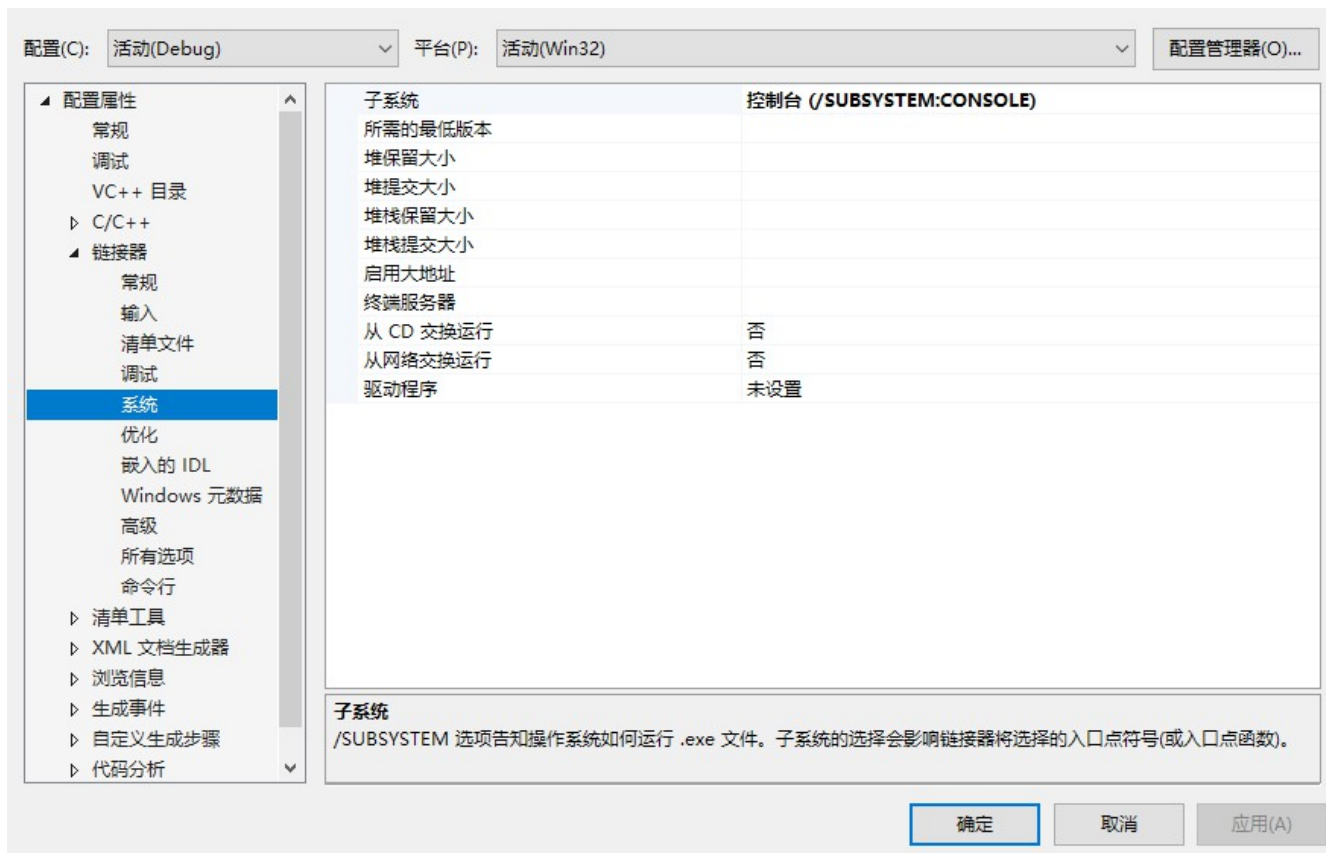 配置(C): 活动(Debug) 平台(P): 活动(Win32) 配置管理器(O)...
配置属性
常规
调试
VC++ 目录
C/C++
链接器
常规
输入
清单文件
调试
系统
优化
嵌入的 IDL
Windows 元数据
高级
所有选项
命令行
清单工具
XML 文档生成器
浏览信息
生成事件
自定义生成步骤
代码分析
子系统 控制台 (/SUBSYSTEM:CONSOLE)
所需的最低版本
堆保留大小
堆提交大小
堆栈保留大小
堆栈提交大小
启用大地址
终端服务器
从 CD 交换运行 否
从网络交换运行 否
驱动程序 未设置
子系统
/SUBSYSTEM 选项告知操作系统如何运行 .exe 文件。子系统的选择会影响链接器将选择的入口点符号(或入口点函数)。
确定 取消 应用(A)